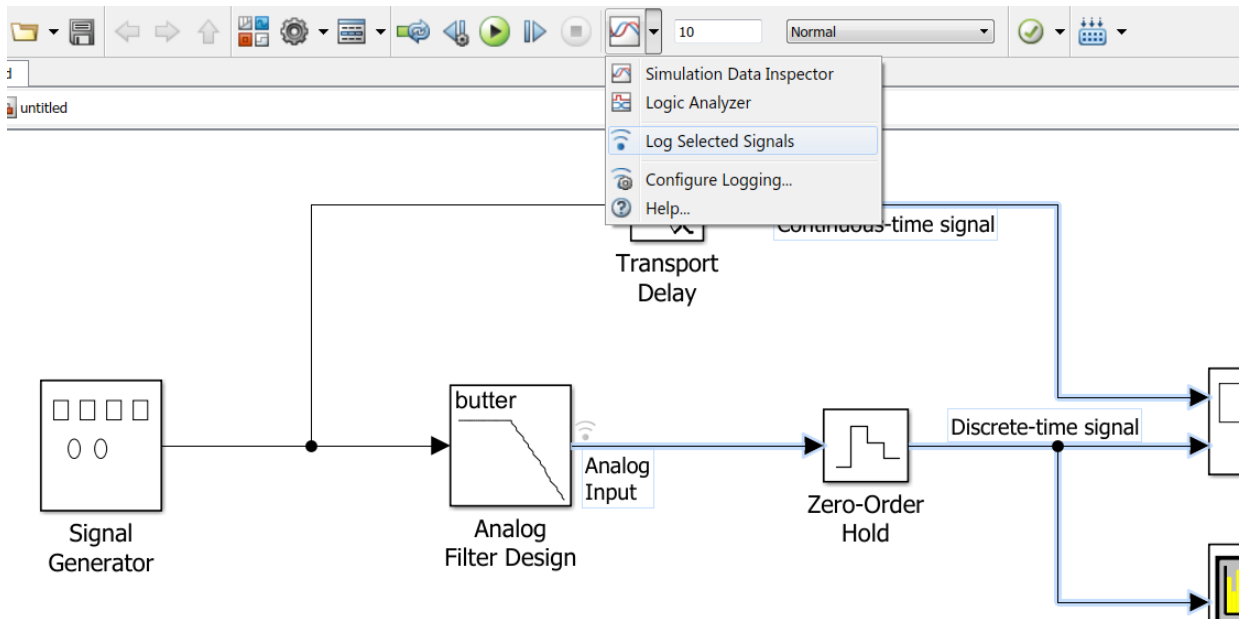 10
Normal
d
untitled
Simulation Data Inspector
Logic Analyzer
Log Selected Signals
Configure Logging...
Help...
Continuous-time signal
Transport
Delay
butter
Discrete-time signal
Analog
Input
Zero-Order
Hold
Signal
Generator
Analog
Filter Design